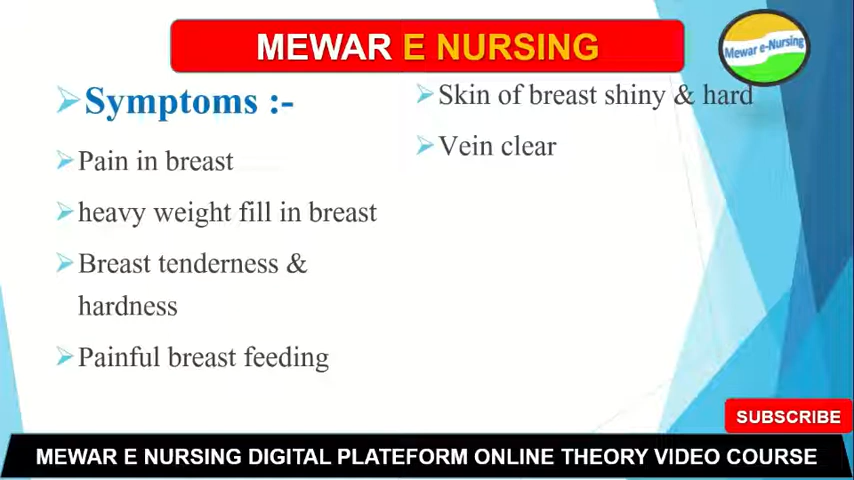 MEWAR E NURSING
Mewar e-Nursing
Symptoms :-
Pain in breast
heavy weight fill in breast
Breast tenderness &
hardness
Painful breast feeding
Skin of breast shiny & hard
Vein clear
SUBSCRIBE
MEWAR E NURSING DIGITAL PLATEFORM ONLINE THEORY VIDEO COURSE